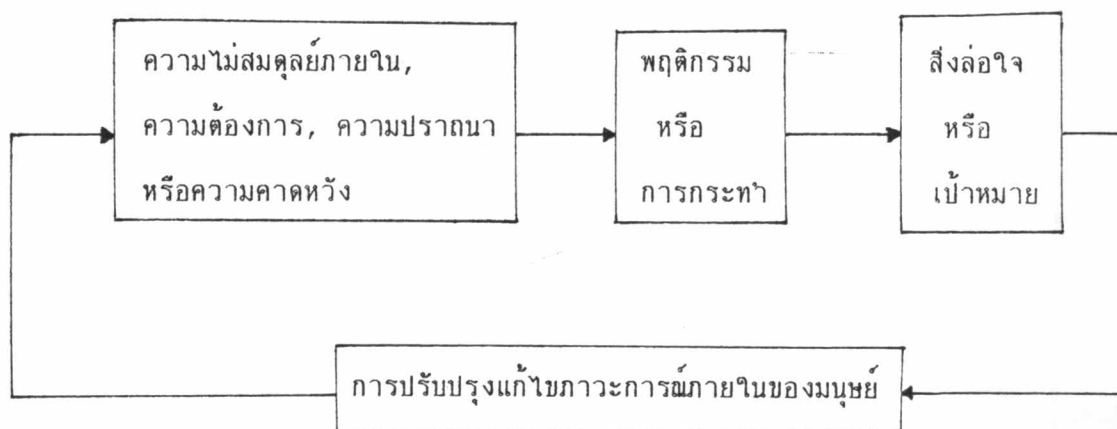 ความไม่สมดุลย์ภายใน,
ความต้องการ, ความปราถนา
หรือความคาดหวัง
พฤติกรรม
หรือ
การกระทำ
สิ่งล่อใจ
หรือ
เป้าหมาย
การปรับปรุงแก้ไขภาวะการณ์ภายในของมนุษย์